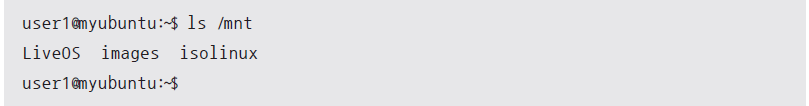 user1@myubuntu:~$ ls /mnt
LiveOS  images  isolinux
user1@myubuntu:~$